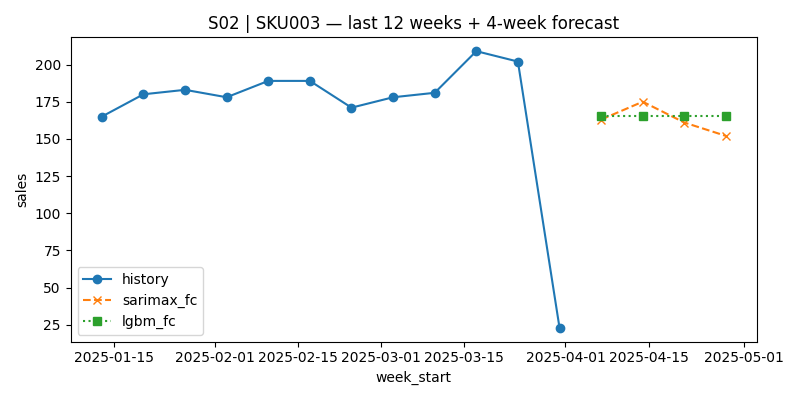 S02 | SKU003 — last 12 weeks + 4-week forecast
sales
200
175
150
125
100
75
50
25
history
sarimax_fc
lgbm_fc
2025-01-15 2025-02-01 2025-02-15 2025-03-01 2025-03-15 2025-04-01 2025-04-15 2025-05-01
week_start